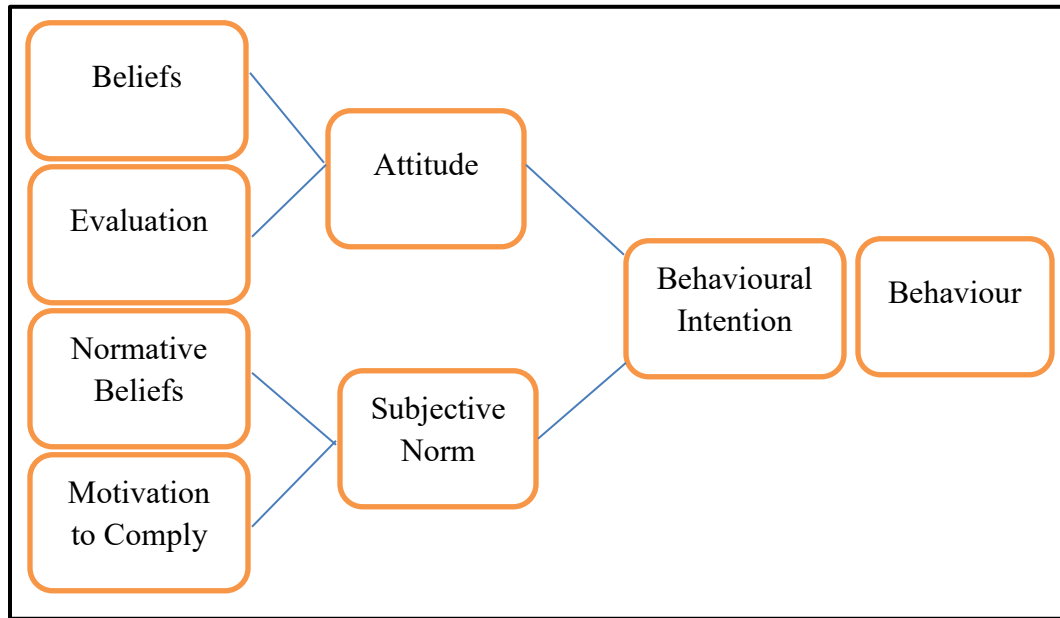 Beliefs
Evaluation
Normative
Beliefs
Motivation
to Comply
Attitude
Subjective
Norm
Behavioural
Intention
Behaviour